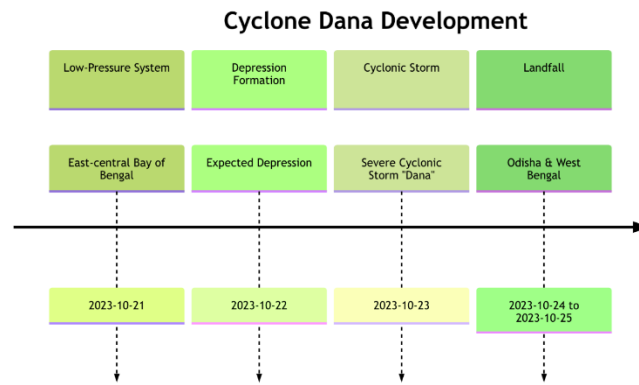 Cyclone Dana Development
Low-Pressure System
Depression
Formation
Cyclonic Storm
Landfall
East-central Bay of
Bengal
Expected Depression
Severe Cyclonic
Storm "Dana"
Odisha & West
Bengal
2023-10-21
2023-10-22
2023-10-23
2023-10-24 to
2023-10-25